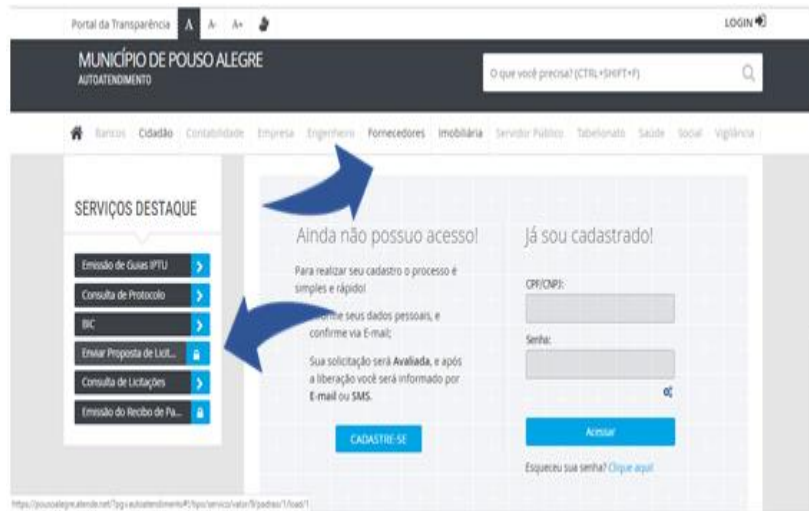 Portal da Transparência A A- A+ LOGIN
MUNICÍPIO DE POUSO ALEGRE
AUTOATENDIMENTO
O que você precisa? (CTRL+SHIFT+F)
Bancos Cidadão Contabilidade Empresa Engenheiro Fornecedores Imobiliária Servidor Público Tabelionato Saúde Social Vigilância
SERVIÇOS DESTAQUE
Emissão de Guias IPTU
Consulta de Protocolo
BIC
Enviar Proposta de Licit...
Consulta de Licitações
Emissão do Recibo de Pa...
Ainda não possuo acesso!
Para realizar seu cadastro o processo é
simples e rápido!
seus dados pessoais, e
confirme via E-mail;
Sua solicitação será Avaliada, e após
a liberação você será informado por
E-mail ou SMS.
CADASTRE-SE
Já sou cadastrado!
CPF/CNPJ:
Senha:
Acessar
Esqueceu sua senha? Clique aqui!